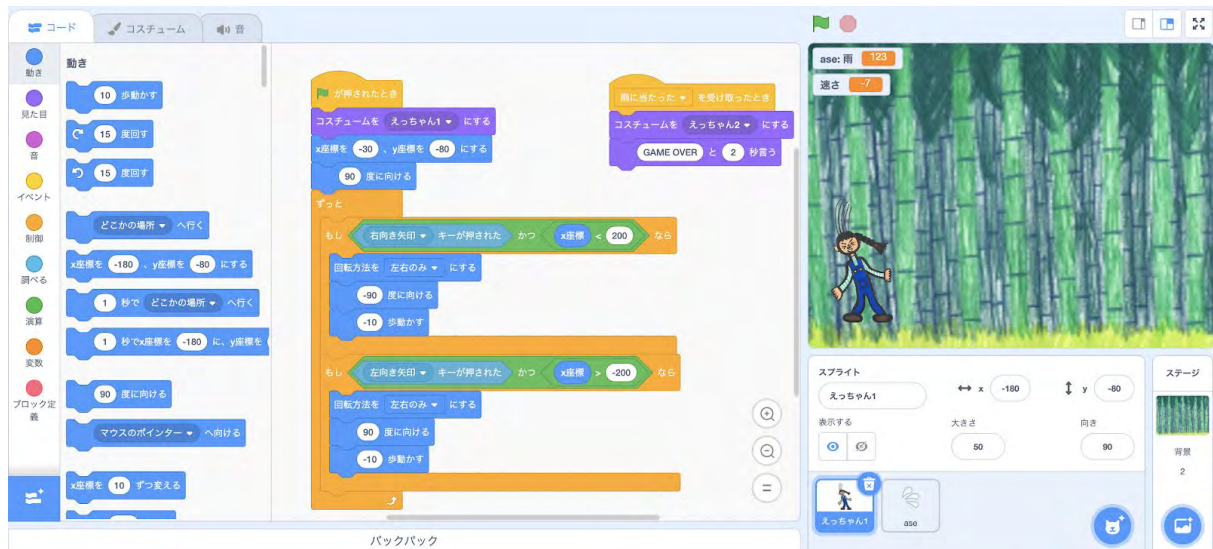 コード
コスチューム
音
動き
見た目
音
イベント
制御
調べる
演算
変数
ブロック定
義
動き
10 歩動かす
15 度回す
15 度回す
どこかの場所 へ行く
x座標を -180 、y座標を -80 にする
1 秒で どこかの場所 へ行く
1 秒でx座標を -180 に、y座標を
90 度に向ける
マウスのポインター へ向ける
x座標を 10 ずつ変える
が押されたとき
コスチュームを えっちゃん1 にする
x座標を -30 、y座標を -80 にする
90 度に向ける
ずっと
もし 右向き矢印 キーが押された かつ x座標 < 200 なら
回転方法を 左右のみ にする
-90 度に向ける
-10 歩動かす
もし 左向き矢印 キーが押された かつ x座標 > -200 なら
回転方法を 左右のみ にする
90 度に向ける
-10 歩動かす
雨に当たった を受け取ったとき
コスチュームを えっちゃん2 にする
GAME OVER と 2 秒言う
バックパック
ase: 雨 123
速さ -7
スプライト
えっちゃん1
x -180
y -80
表示する
大きさ
50
向き
90
えっちゃん1
ase
ステージ
背景
2